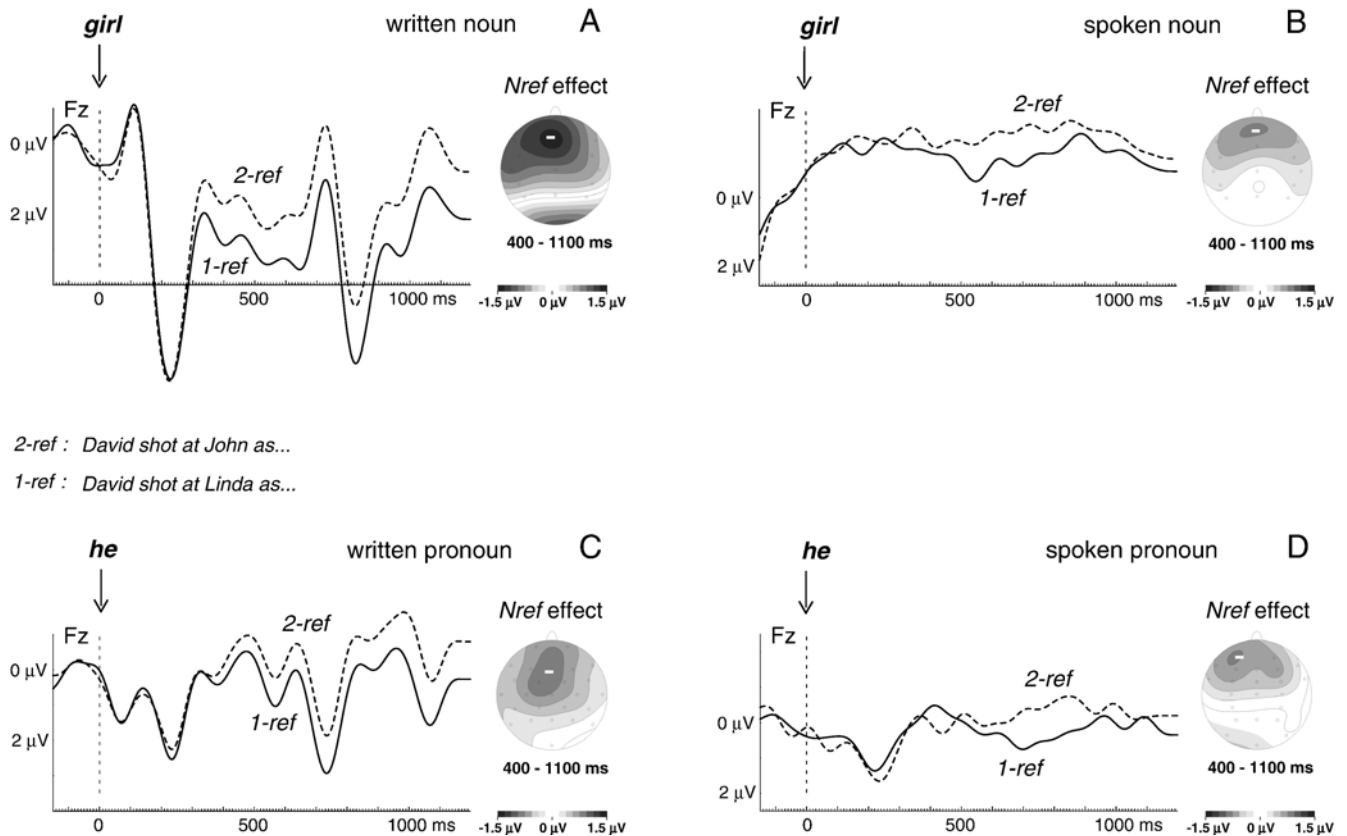 girl
written noun
A
Fz
0 μV
2 μV
2-ref
1-ref
0
500
1000 ms
Nref effect
400 - 1100 ms
-1.5 μV 0 μV 1.5 μV
girl
spoken noun
B
Fz
0 μV
2 μV
2-ref
1-ref
0
500
1000 ms
Nref effect
400 - 1100 ms
-1.5 μV 0 μV 1.5 μV
2-ref : David shot at John as...
1-ref : David shot at Linda as...
he
written pronoun
C
Fz
0 μV
2 μV
2-ref
1-ref
0
500
1000 ms
Nref effect
400 - 1100 ms
-1.5 μV 0 μV 1.5 μV
he
spoken pronoun
D
Fz
0 μV
2 μV
2-ref
1-ref
0
500
1000 ms
Nref effect
400 - 1100 ms
-1.5 μV 0 μV 1.5 μV